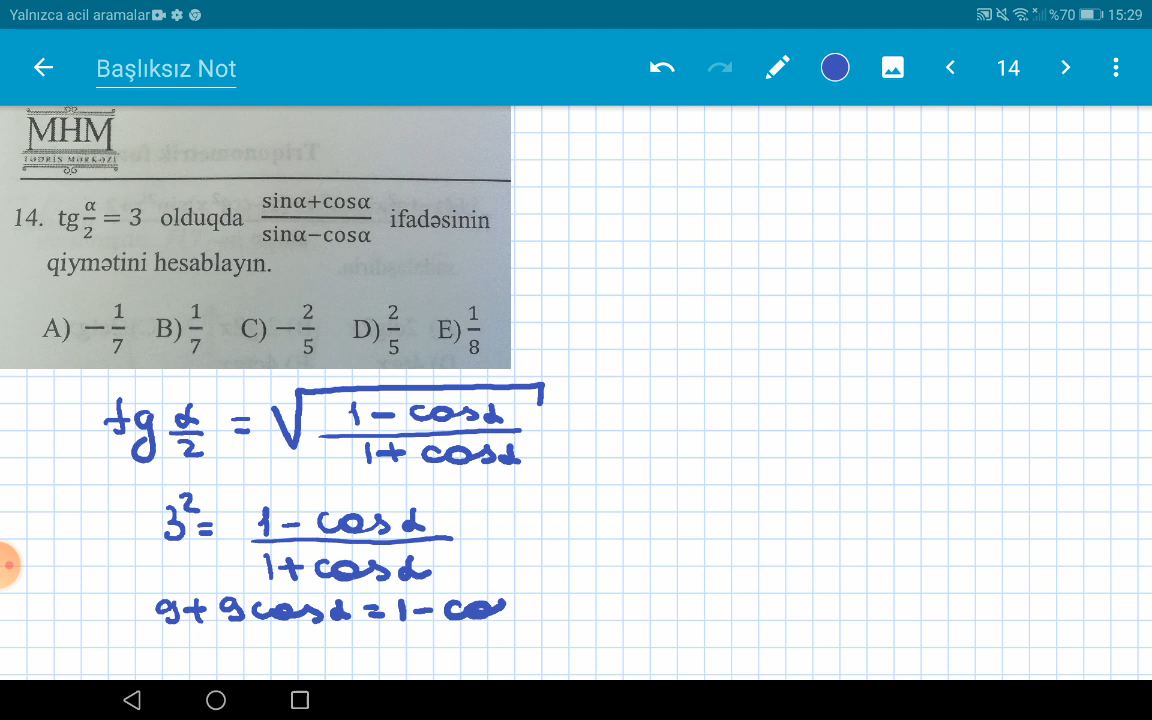 Yalnızca acil aramalar %70 15:29
Başlıksız Not 14
MHM
TƏDRİS MƏRKƏZİ
14. tg α/2 = 3 olduqda (sinα+cosα)/(sinα−cosα) ifadəsinin
qiymətini hesablayın.
A) −1/7 B) 1/7 C) −2/5 D) 2/5 E) 1/8
tg α/2 = √((1 - cosα)/(1 + cosα))
3² = (1 - cosα)/(1 + cosα)
9 + 9cosα = 1 - cos